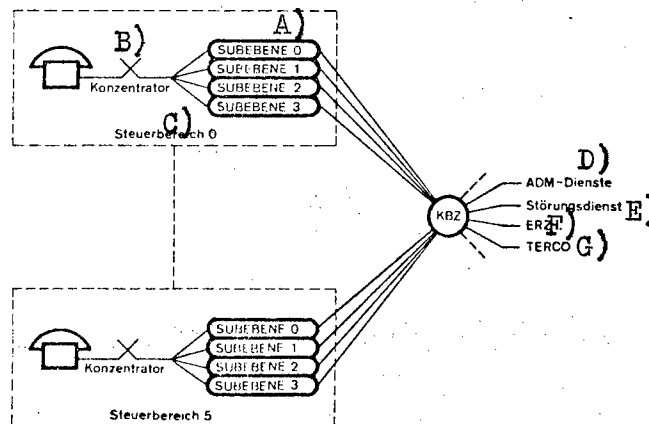 A)
B)
SUBEBENE 0
SUBEBENE 1
SUBEBENE 2
SUBEBENE 3
Konzentrator
C)
Steuerbereich 0
D)
ADM-Dienste
Störungsdienst E)
KBZ
F)
TERCO G)
SUBEBENE 0
SUBEBENE 1
SUBEBENE 2
SUBEBENE 3
Konzentrator
Steuerbereich 5